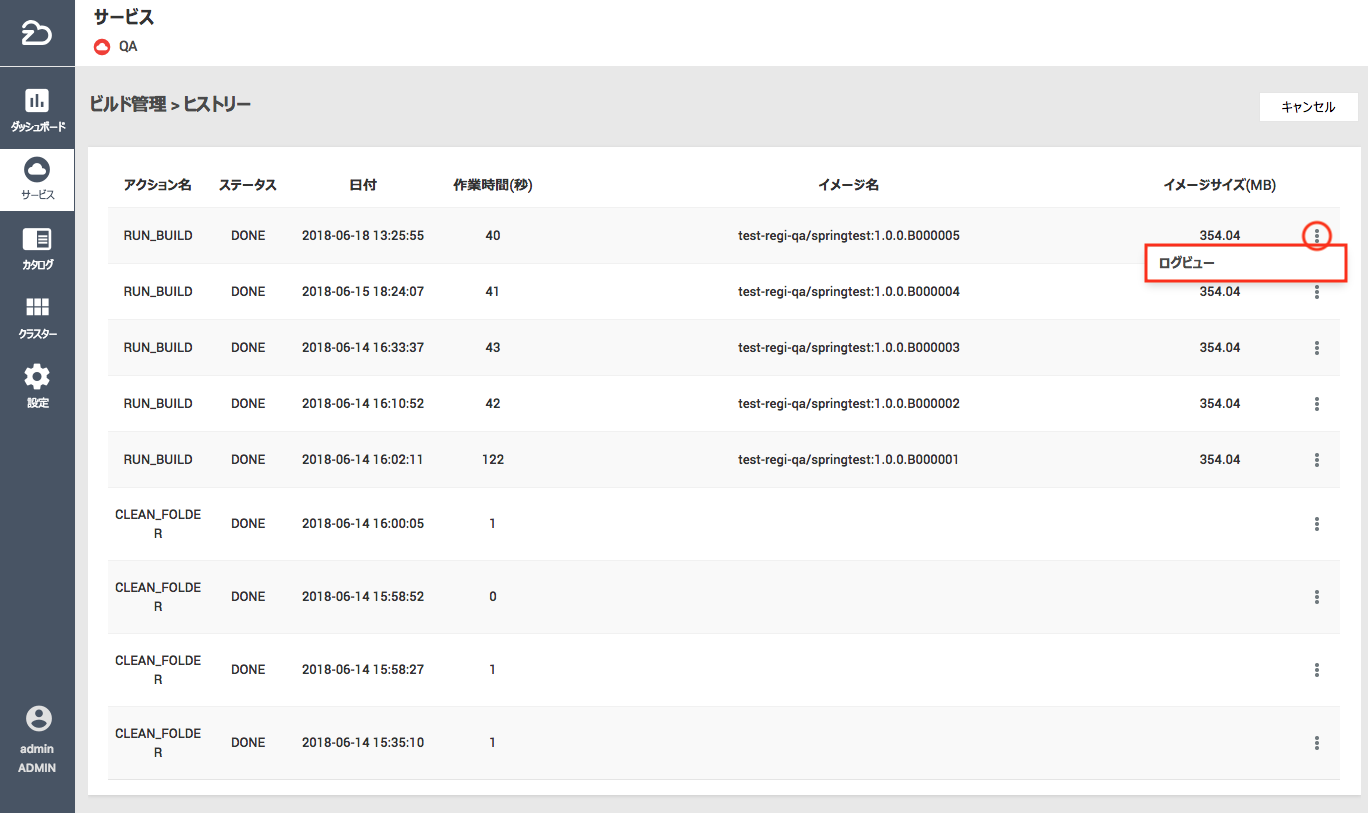 サービス
QA
ダッシュボード
サービス
カタログ
クラスター
設定
admin
ADMIN
ビルド管理 > ヒストリー
キャンセル
アクション名 ステータス 日付 作業時間(秒) イメージ名 イメージサイズ(MB)
RUN_BUILD DONE 2018-06-18 13:25:55 40 test-regi-qa/springtest:1.0.0.B000005 354.04
ログビュー
RUN_BUILD DONE 2018-06-15 18:24:07 41 test-regi-qa/springtest:1.0.0.B000004 354.04
RUN_BUILD DONE 2018-06-14 16:33:37 43 test-regi-qa/springtest:1.0.0.B000003 354.04
RUN_BUILD DONE 2018-06-14 16:10:52 42 test-regi-qa/springtest:1.0.0.B000002 354.04
RUN_BUILD DONE 2018-06-14 16:02:11 122 test-regi-qa/springtest:1.0.0.B000001 354.04
CLEAN_FOLDE
R
DONE 2018-06-14 16:00:05 1
CLEAN_FOLDE
R
DONE 2018-06-14 15:58:52 0
CLEAN_FOLDE
R
DONE 2018-06-14 15:58:27 1
CLEAN_FOLDE
R
DONE 2018-06-14 15:35:10 1